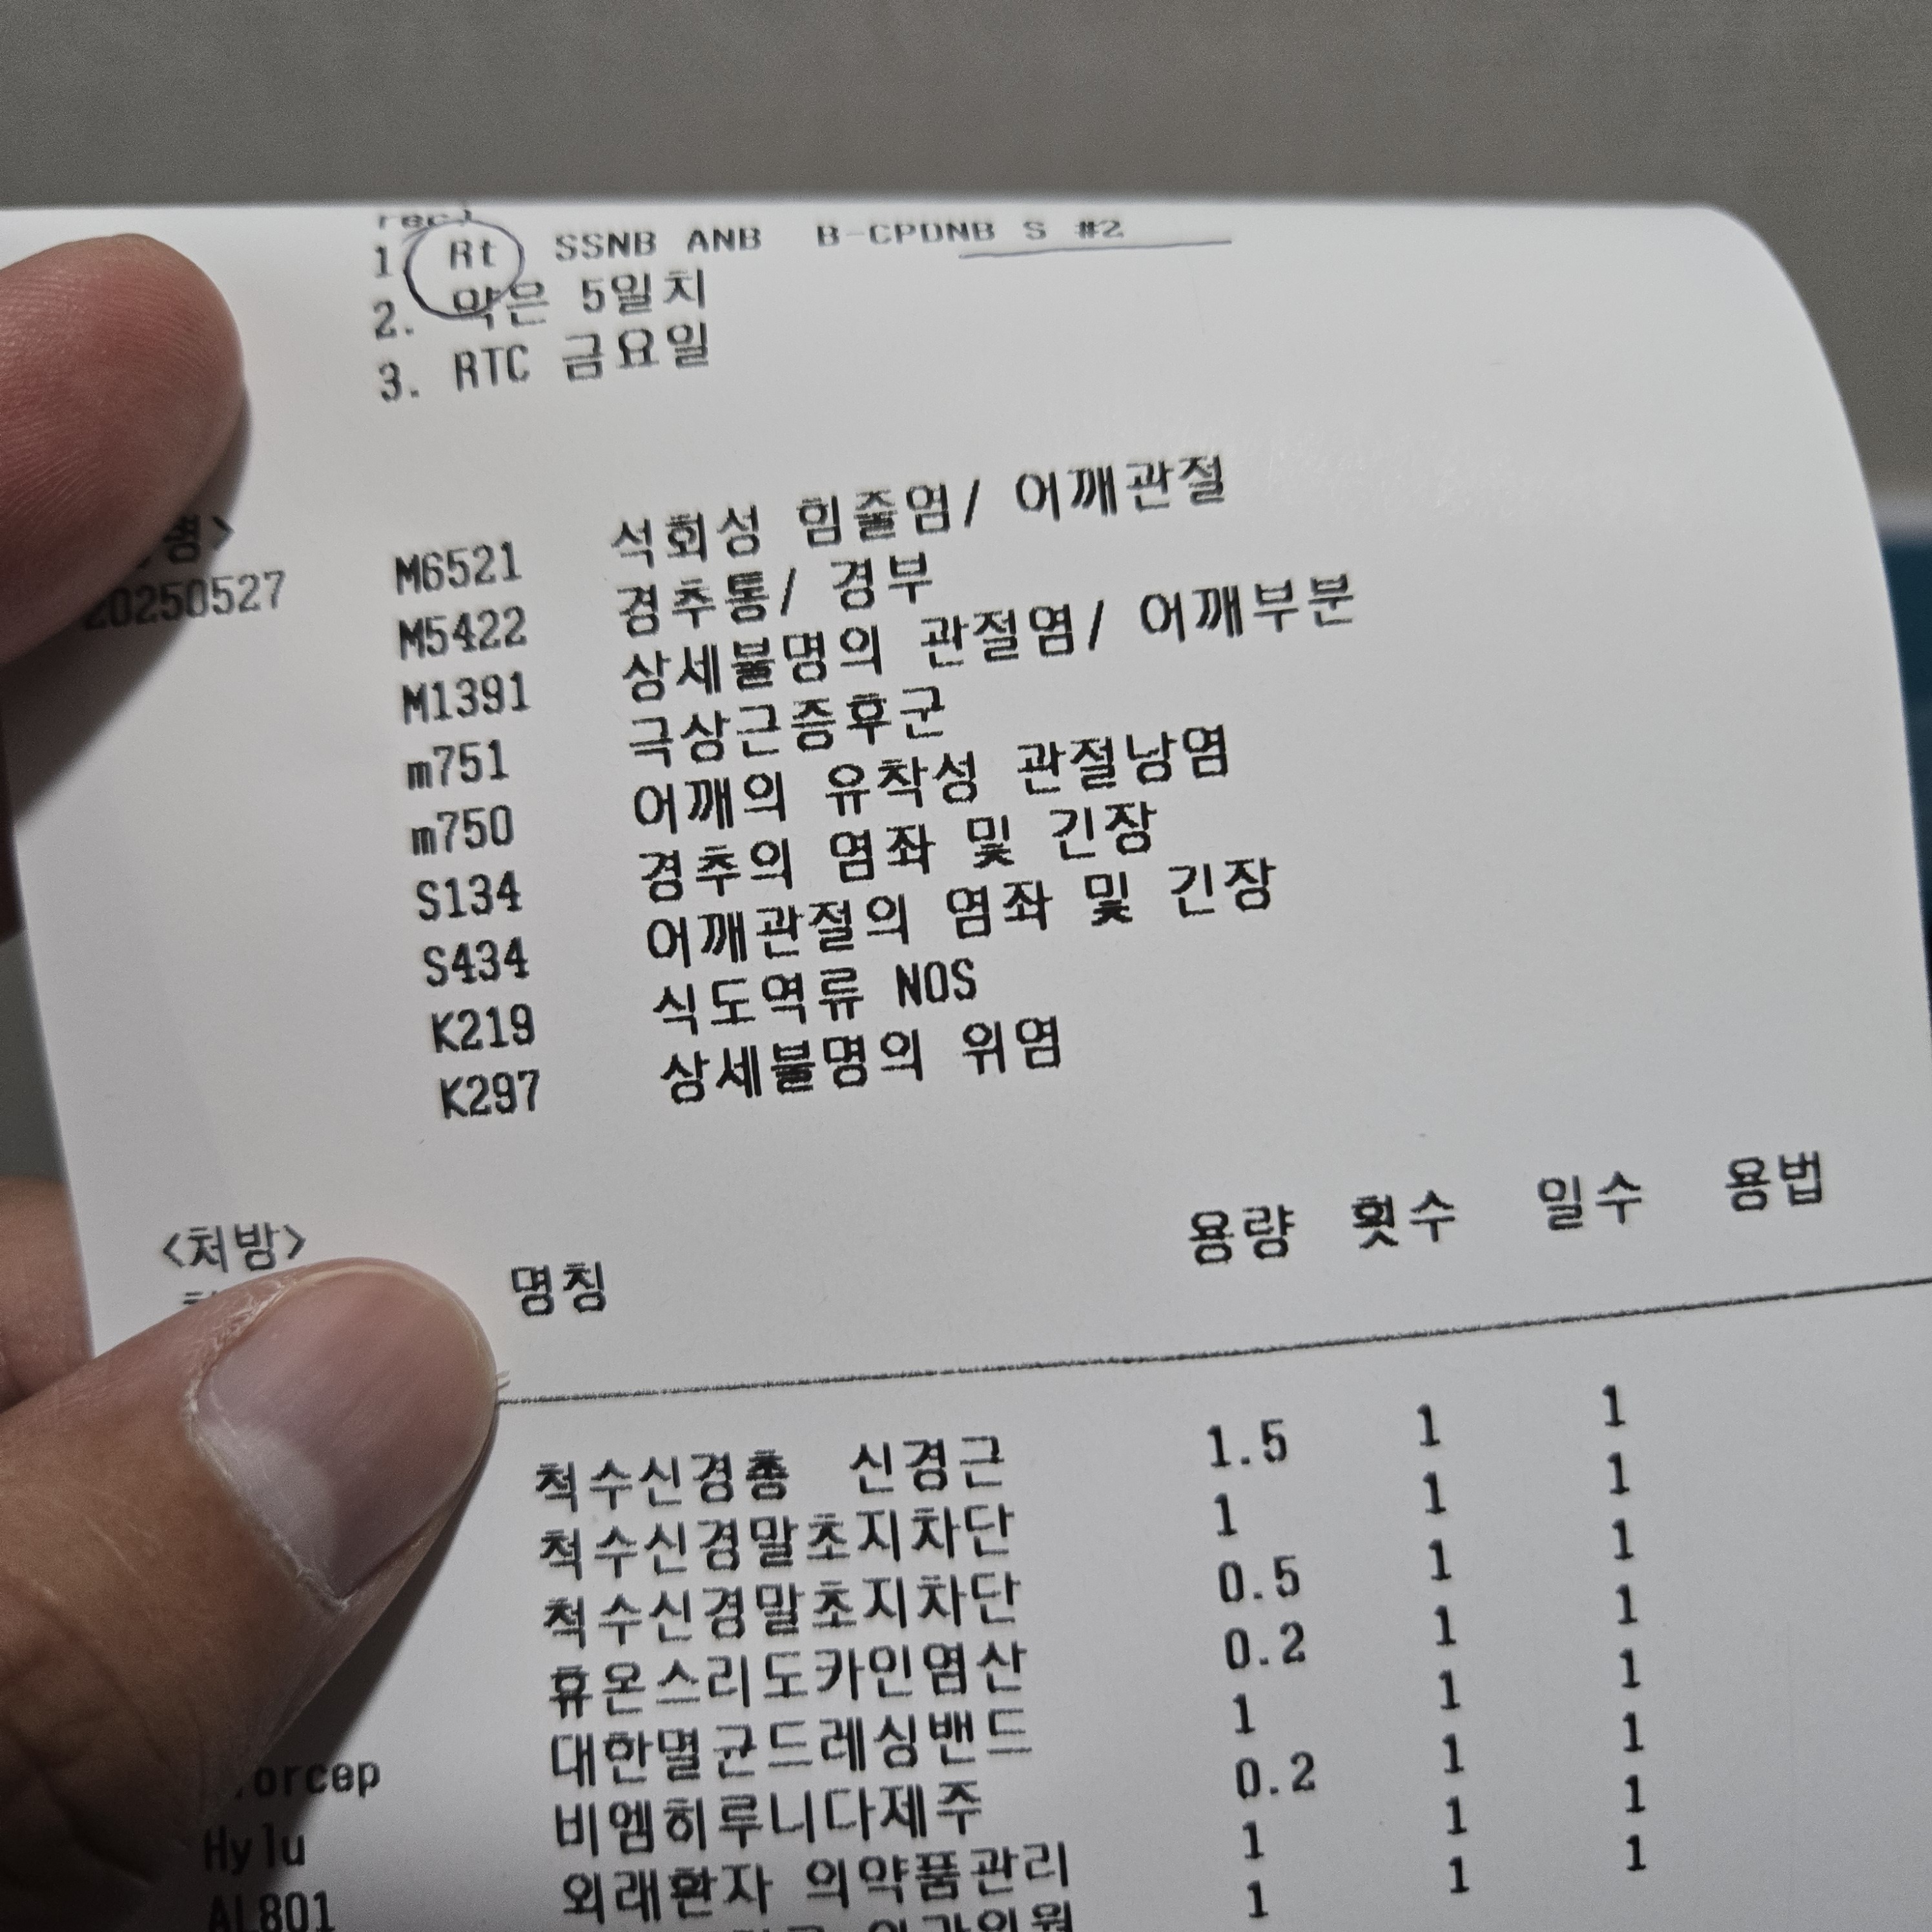 1. Rt SSNB ANB B-CPDNB S #2
2. 약은 5일치
3. RTC 금요일
20250527 M6521 석회성 힘줄염/ 어깨관절
M5422 경추통/ 경부
M1391 상세불명의 관절염/ 어깨부분
m751 극상근증후군
m750 어깨의 유착성 관절낭염
S134 경추의 염좌 및 긴장
S434 어깨관절의 염좌 및 긴장
K219 식도역류 NOS
K297 상세불명의 위염
<처방>
명칭 용량 횟수 일수 용법
척수신경총 신경근 1.5 1 1
척수신경말초지차단 1 1 1
척수신경말초지차단 0.5 1 1
휴온스리도카인염산 0.2 1 1
대한멸균드레싱밴드 1 1 1
비엠히루니다제주 0.2 1 1
Hylu 외래환자 의약품관리 1 1 1
AL801 1 1 1